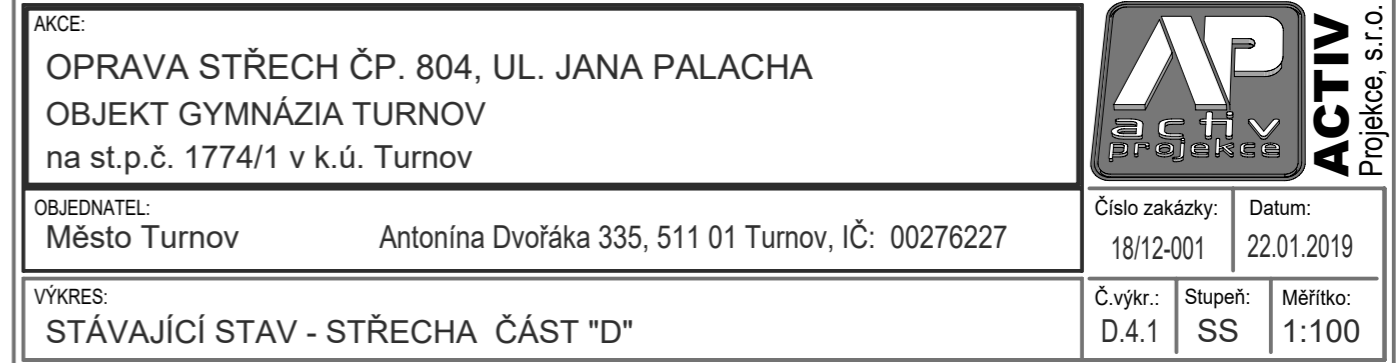 AKCE:
OPRAVA STŘECH ČP. 804, UL. JANA PALACHA
OBJEKT GYMNÁZIA TURNOV
na st.p.č. 1774/1 v k.ú. Turnov
AP
activ
projekce
ACTIV
Projekce, s.r.o.
OBJEDNATEL:
Město Turnov Antonína Dvořáka 335, 511 01 Turnov, IČ: 00276227
Číslo zakázky: Datum:
18/12-001 22.01.2019
VÝKRES:
STÁVAJÍCÍ STAV - STŘECHA ČÁST "D"
Č.výkr.: Stupeň: Měřítko:
D.4.1 SS 1:100